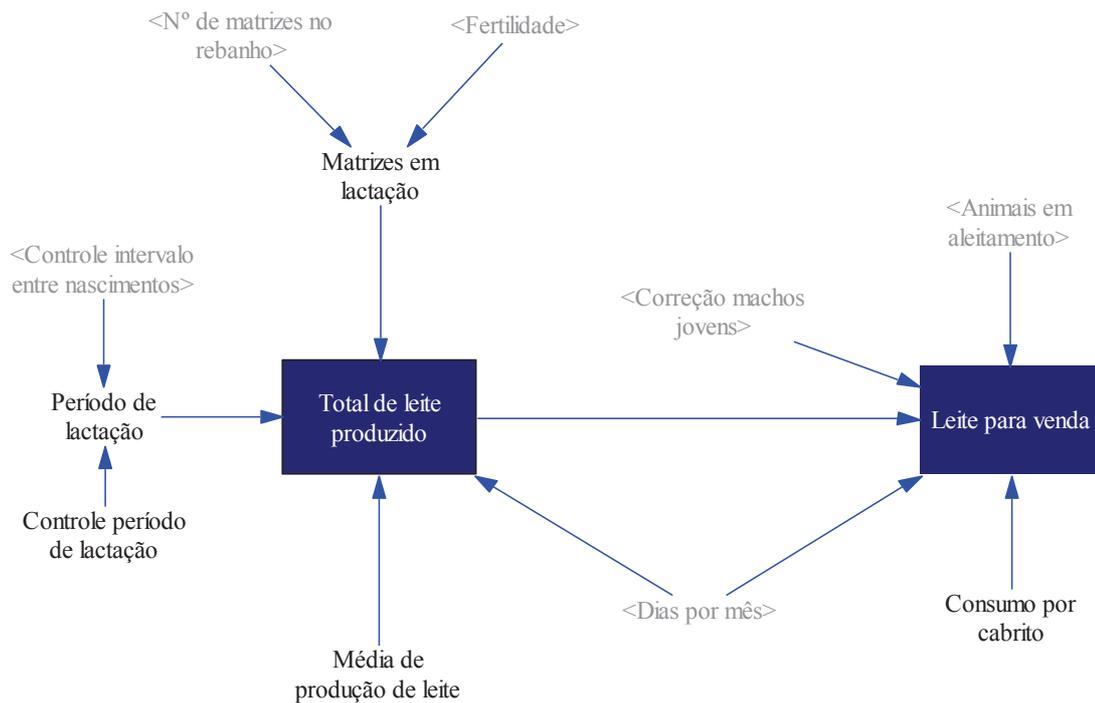 <Nº de matrizes no
rebanho>
<Fertilidade>
Matrizes em
lactação
<Animais em
aleitamento>
<Controle intervalo
entre nascimentos>
<Correção machos
jovens>
Período de
lactação
Total de leite
produzido
Leite para venda
Controle período
de lactação
<Dias por mês>
Consumo por
cabrito
Média de
produção de leite